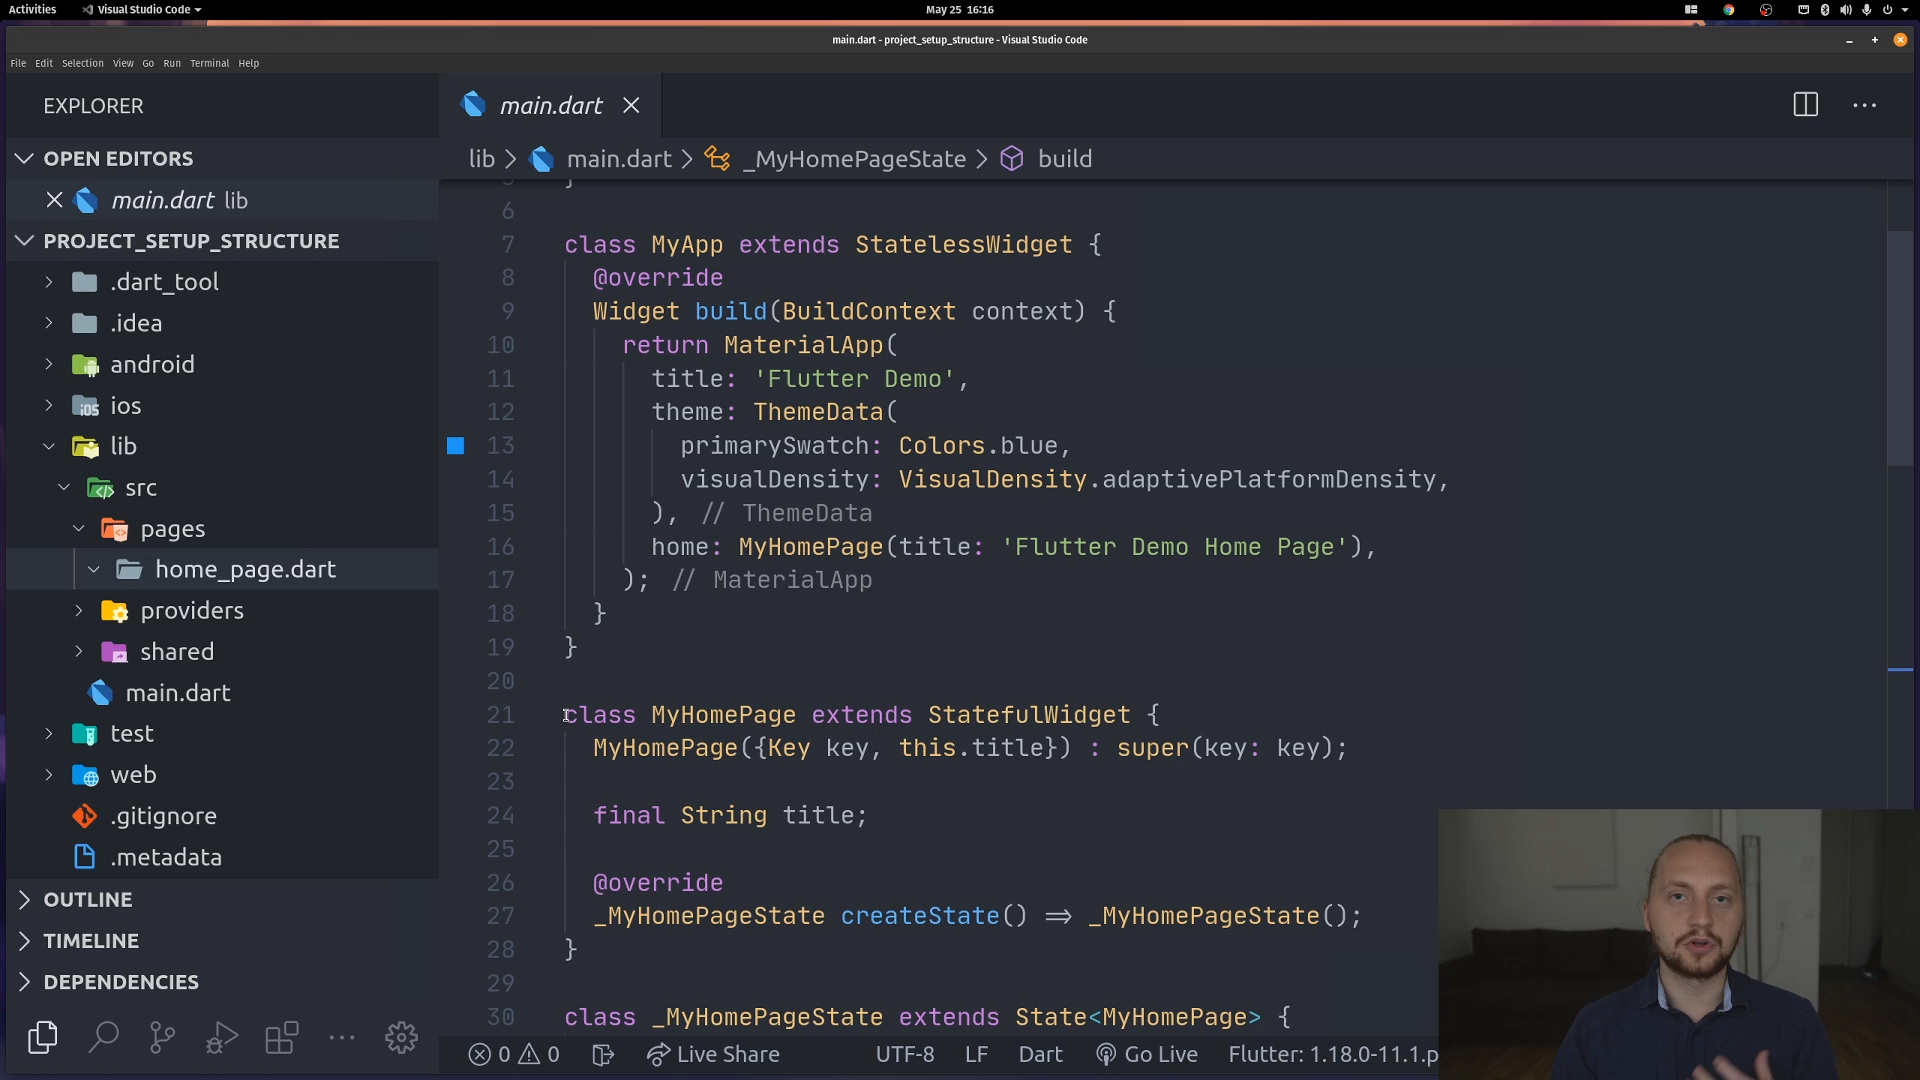 Activities
Visual Studio Code
May 25 16:16
main.dart - project_setup_structure - Visual Studio Code
File Edit Selection View Go Run Terminal Help
EXPLORER
OPEN EDITORS
main.dart lib
PROJECT_SETUP_STRUCTURE
.dart_tool
.idea
android
ios
lib
src
pages
home_page.dart
providers
shared
main.dart
test
web
.gitignore
.metadata
OUTLINE
TIMELINE
DEPENDENCIES
main.dart
lib > main.dart > _MyHomePageState > build
}
6
7 class MyApp extends StatelessWidget {
8 @override
9 Widget build(BuildContext context) {
10 return MaterialApp(
11 title: 'Flutter Demo',
12 theme: ThemeData(
13 primarySwatch: Colors.blue,
14 visualDensity: VisualDensity.adaptivePlatformDensity,
15 ), // ThemeData
16 home: MyHomePage(title: 'Flutter Demo Home Page'),
17 ); // MaterialApp
18 }
19 }
20
21 class MyHomePage extends StatefulWidget {
22 MyHomePage({Key key, this.title}) : super(key: key);
23
24 final String title;
25
26 @override
27 _MyHomePageState createState() => _MyHomePageState();
28 }
29
30 class _MyHomePageState extends State<MyHomePage> {
0 0 Live Share UTF-8 LF Dart Go Live Flutter: 1.18.0-11.1.p